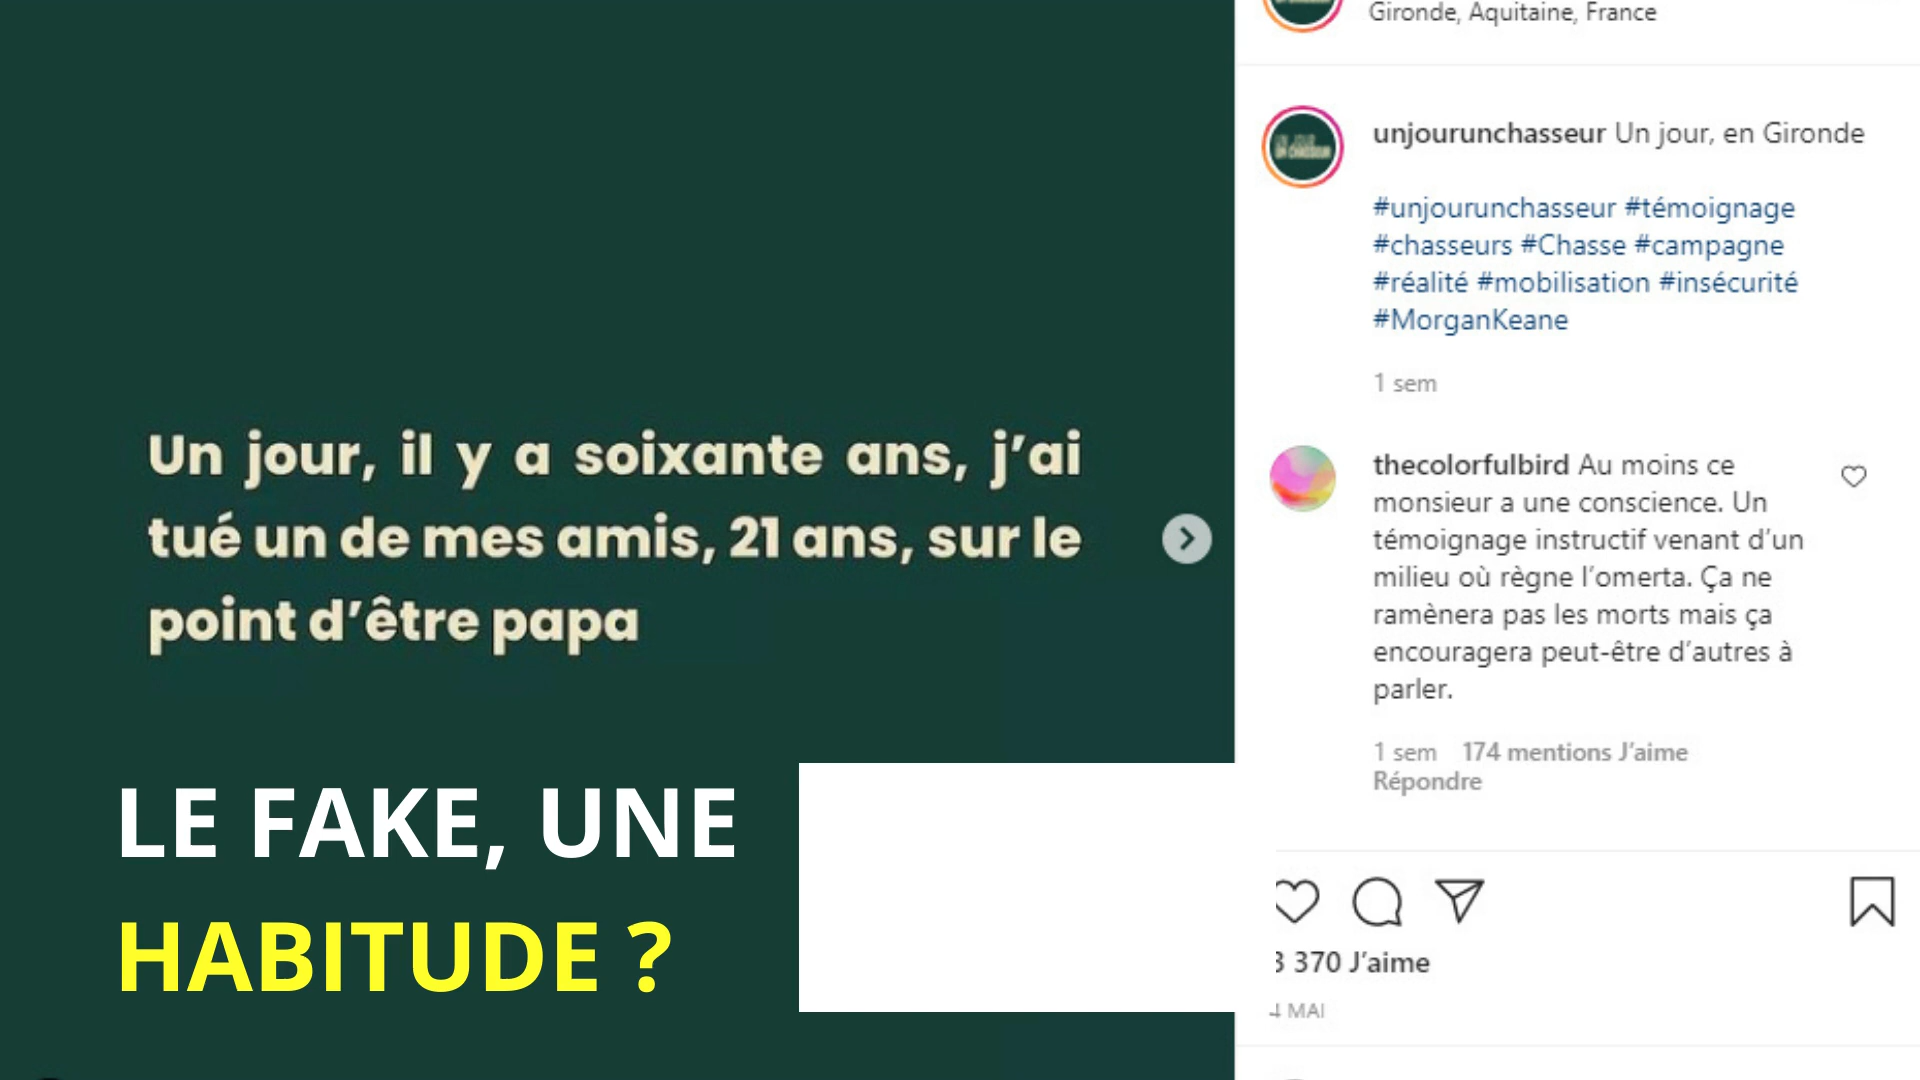 Gironde, Aquitaine, France
unjourunchasseur Un jour, en Gironde
#unjourunchasseur #témoignage
#chasseurs #Chasse #campagne
#réalité #mobilisation #insécurité
#MorganKeane
1 sem
thecolorfulbird Au moins ce
monsieur a une conscience. Un
témoignage instructif venant d’un
milieu où règne l’omerta. Ça ne
ramènera pas les morts mais ça
encouragera peut-être d’autres à
parler.
1 sem 174 mentions J’aime
Répondre
3 370 J’aime
4 MAI
Un jour, il y a soixante ans, j’ai
tué un de mes amis, 21 ans, sur le
point d’être papa
LE FAKE, UNE
HABITUDE ?